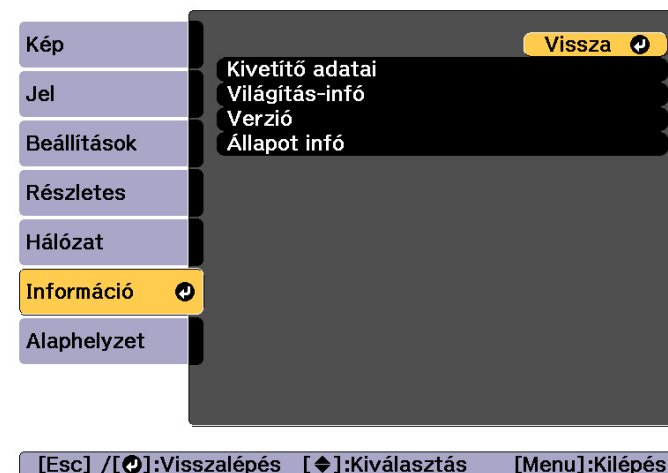 Kép
Jel
Beállítások
Részletes
Hálózat
Információ
Alaphelyzet
Vissza
Kivetítő adatai
Világítás-infó
Verzió
Állapot infó
[Esc] /[⏎]:Visszalépés [◆]:Kiválasztás [Menu]:Kilépés